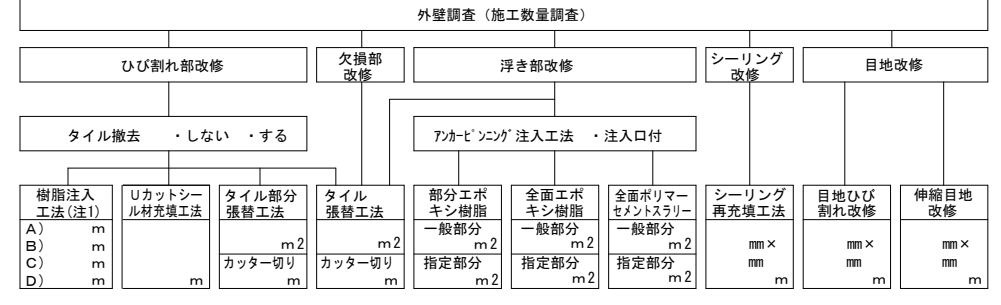 外壁調査（施工数量調査）
ひび割れ部改修
欠損部
改修
浮き部改修
シーリング
改修
目地改修
タイル撤去　・しない　・する
ｱﾝｶｰﾋﾟﾝﾆﾝｸﾞ注入工法　・注入口付
樹脂注入
工法(注1)
A)　m
B)　m
C)　m
D)　m
Uカットシー
ル材充填工法
m
タイル部分
張替工法
m2
カッター切り
m
タイル
張替工法
m2
カッター切り
m
部分エポ
キシ樹脂
一般部分
m2
指定部分
m2
全面エポ
キシ樹脂
一般部分
m2
指定部分
m2
全面ポリマー
セメントスラリー
一般部分
m2
指定部分
m2
シーリング
再充填工法
㎜×
㎜
m
目地ひび
割れ改修
㎜×
㎜
m
伸縮目地
改修
㎜×
㎜
m